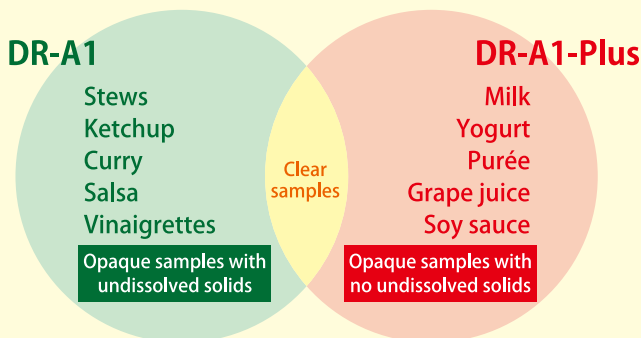 DR-A1
Stews
Ketchup
Curry
Salsa
Vinaigrettes
Opaque samples with
undissolved solids
Clear
samples
DR-A1-Plus
Milk
Yogurt
Purée
Grape juice
Soy sauce
Opaque samples with
no undissolved solids